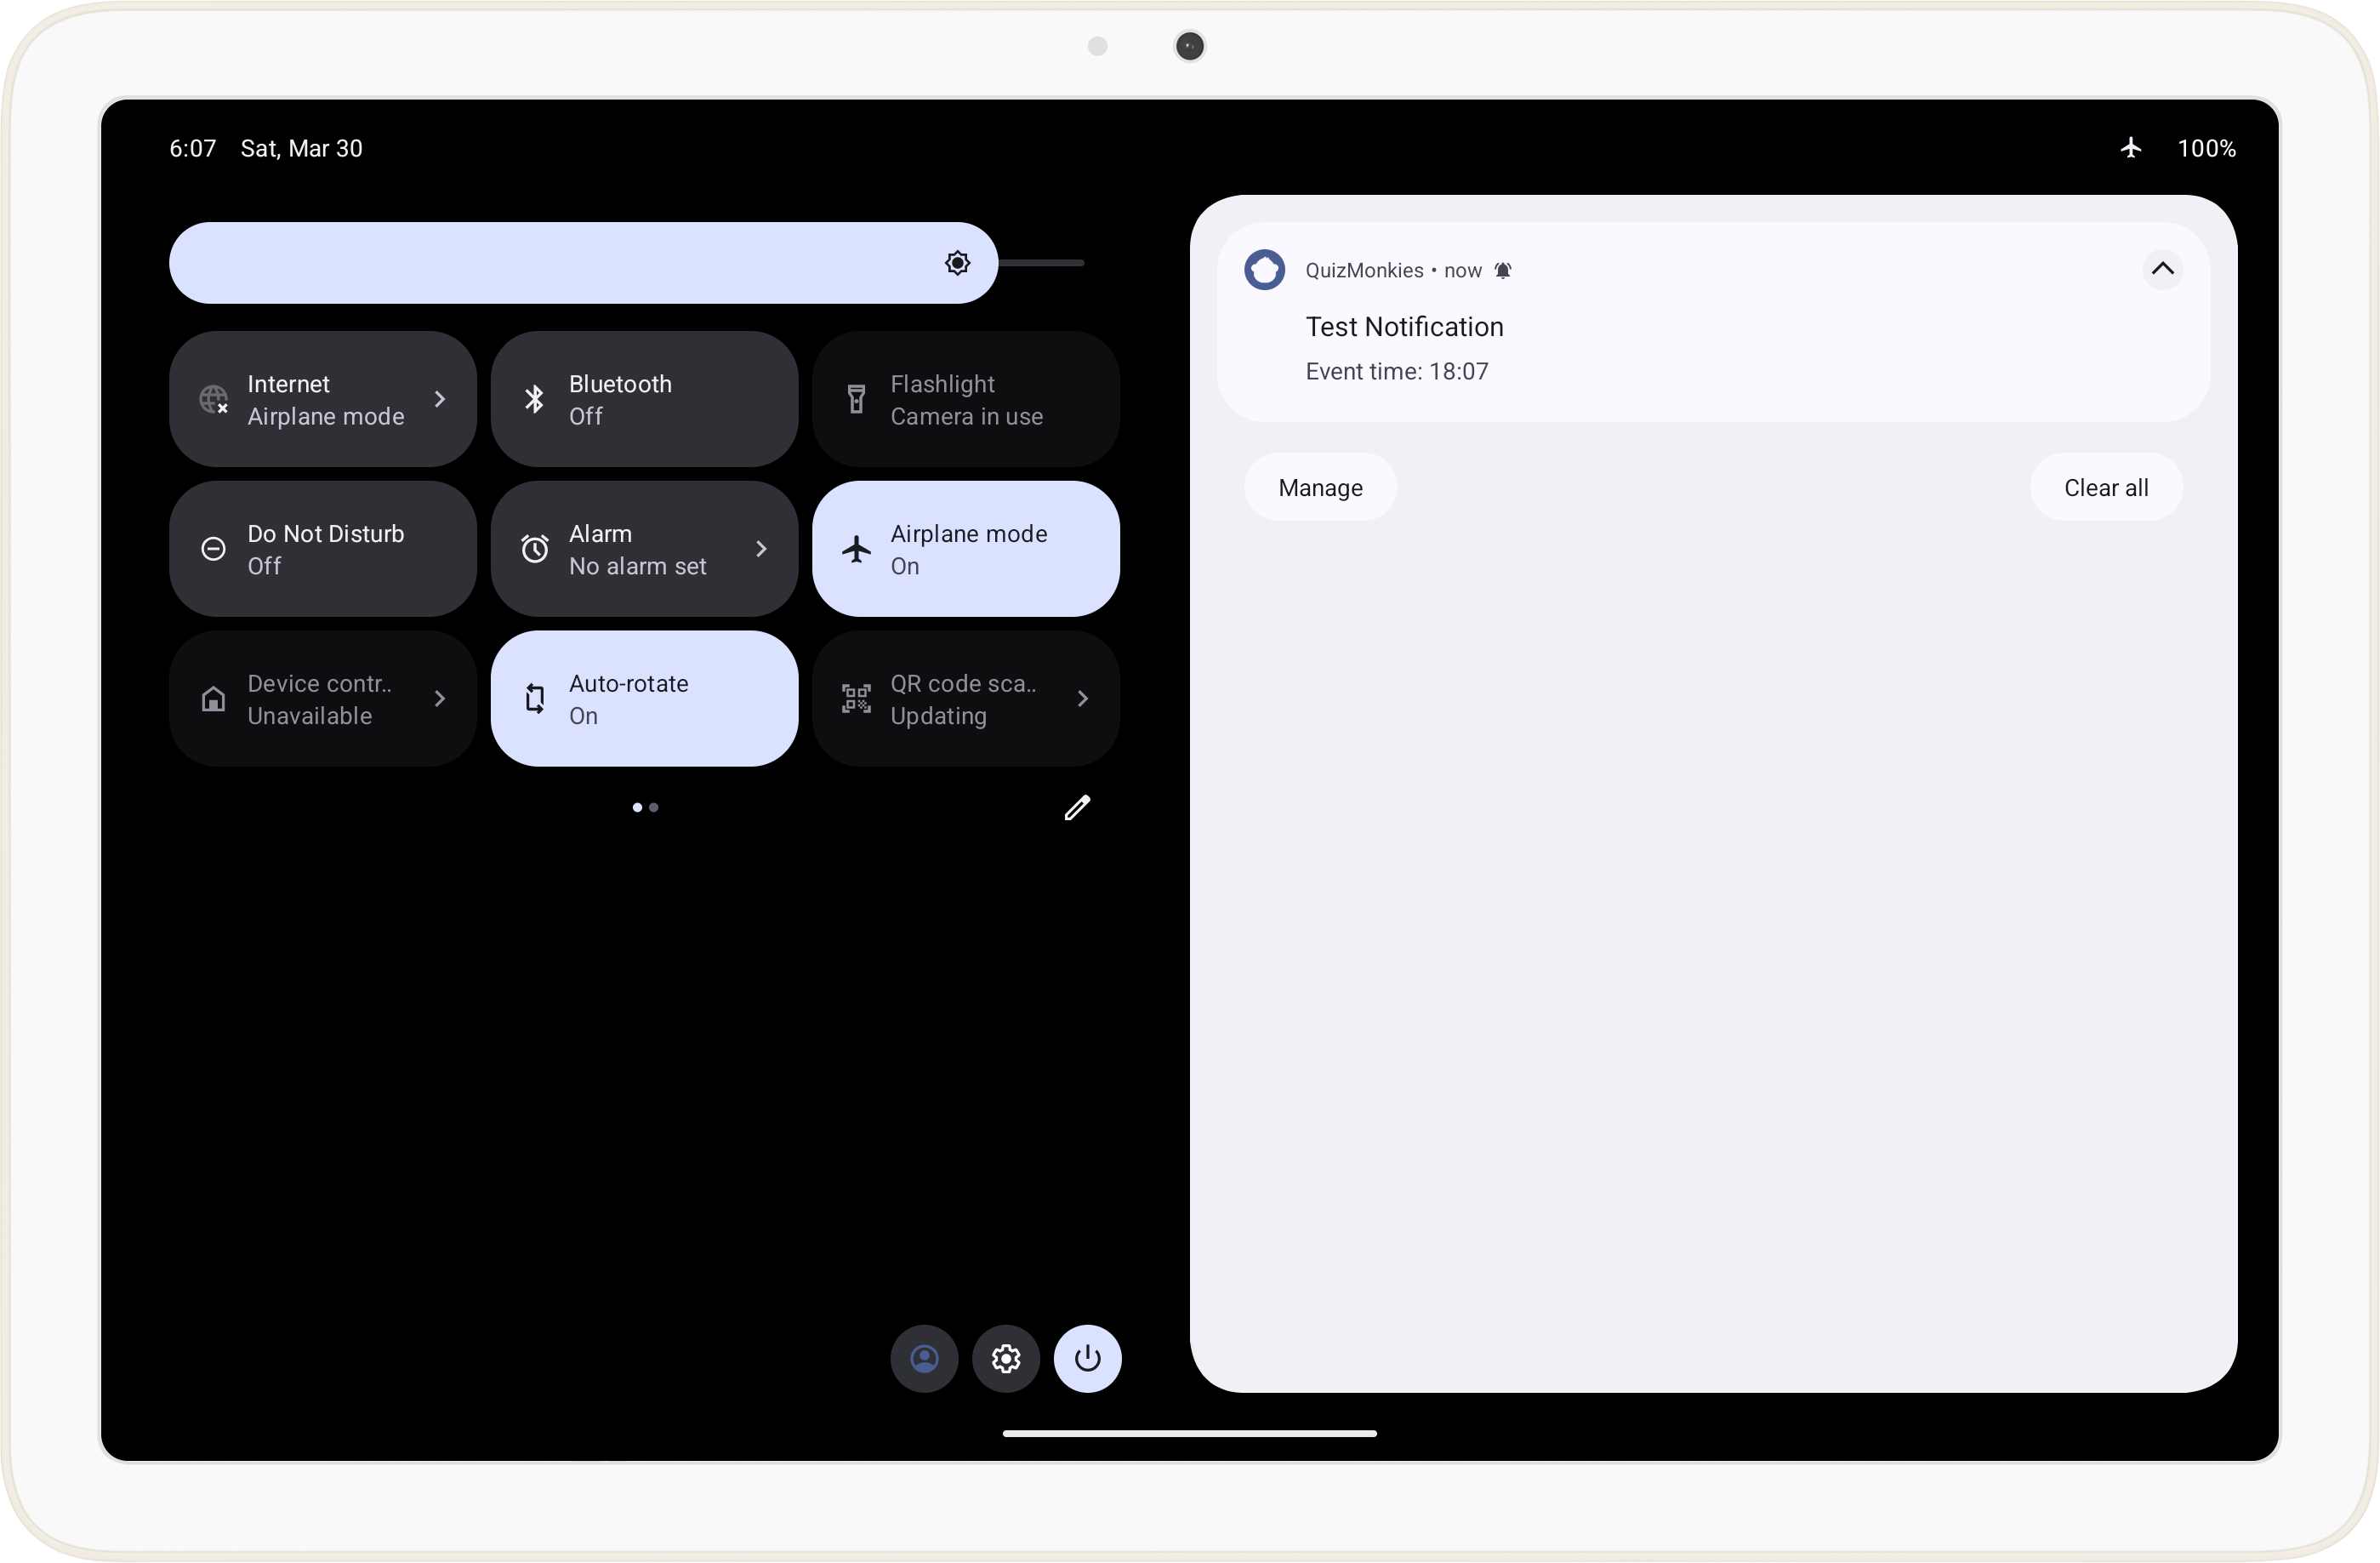 6:07 Sat, Mar 30
100%
Internet
Airplane mode
Bluetooth
Off
Flashlight
Camera in use
Do Not Disturb
Off
Alarm
No alarm set
Airplane mode
On
Device contr..
Unavailable
Auto-rotate
On
QR code sca..
Updating
QuizMonkies • now
Test Notification
Event time: 18:07
Manage
Clear all